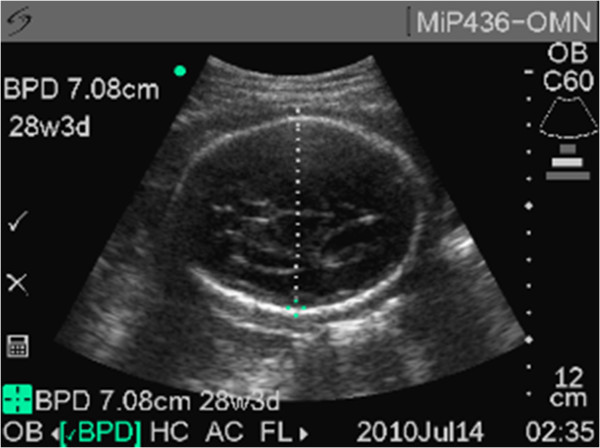 MiP436-OMN
OB
C60
BPD 7.08cm
28w3d
12
cm
BPD 7.08cm 28w3d
OB [✓BPD] HC AC FL 2010Jul14 02:35